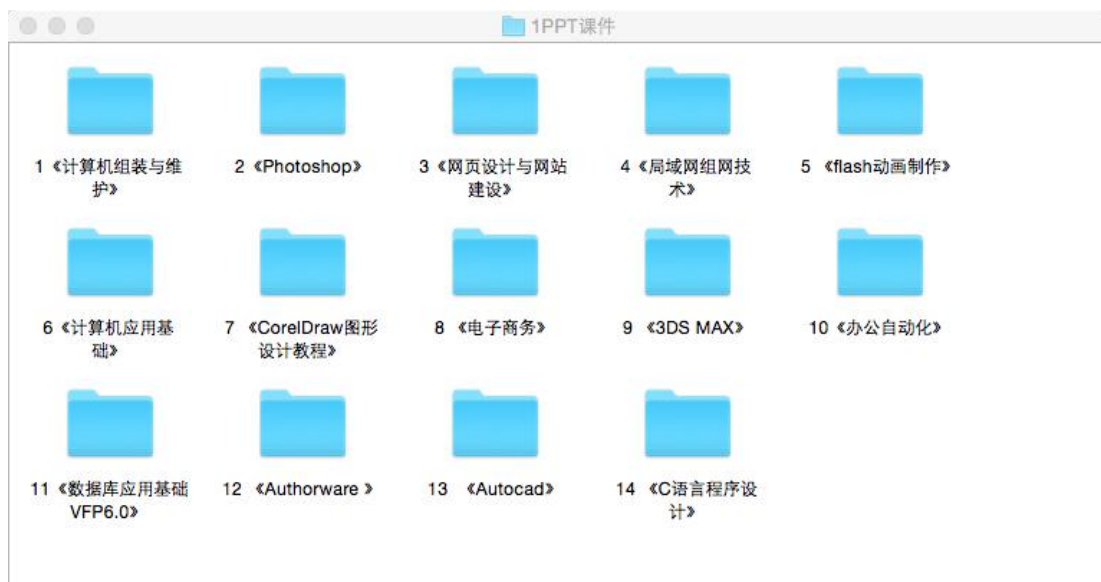 1PPT课件
1《计算机组装与维
护》
2 《Photoshop》
3《网页设计与网站
建设》
4《局域网组网技
术》
5 《flash动画制作》
6《计算机应用基
础》
7 《CorelDraw图形
设计教程》
8 《电子商务》
9 《3DS MAX》
10《办公自动化》
11《数据库应用基础
VFP6.0》
12 《Authorware 》
13 《Autocad》
14 《C语言程序设
计》